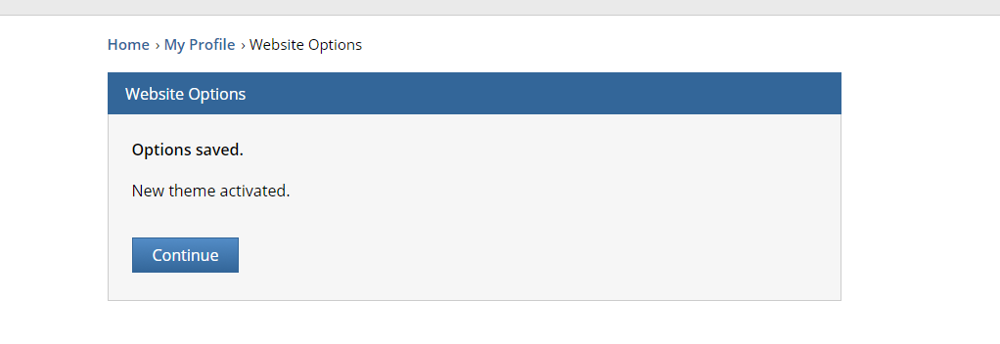 Home › My Profile › Website Options
Website Options
Options saved.
New theme activated.
Continue